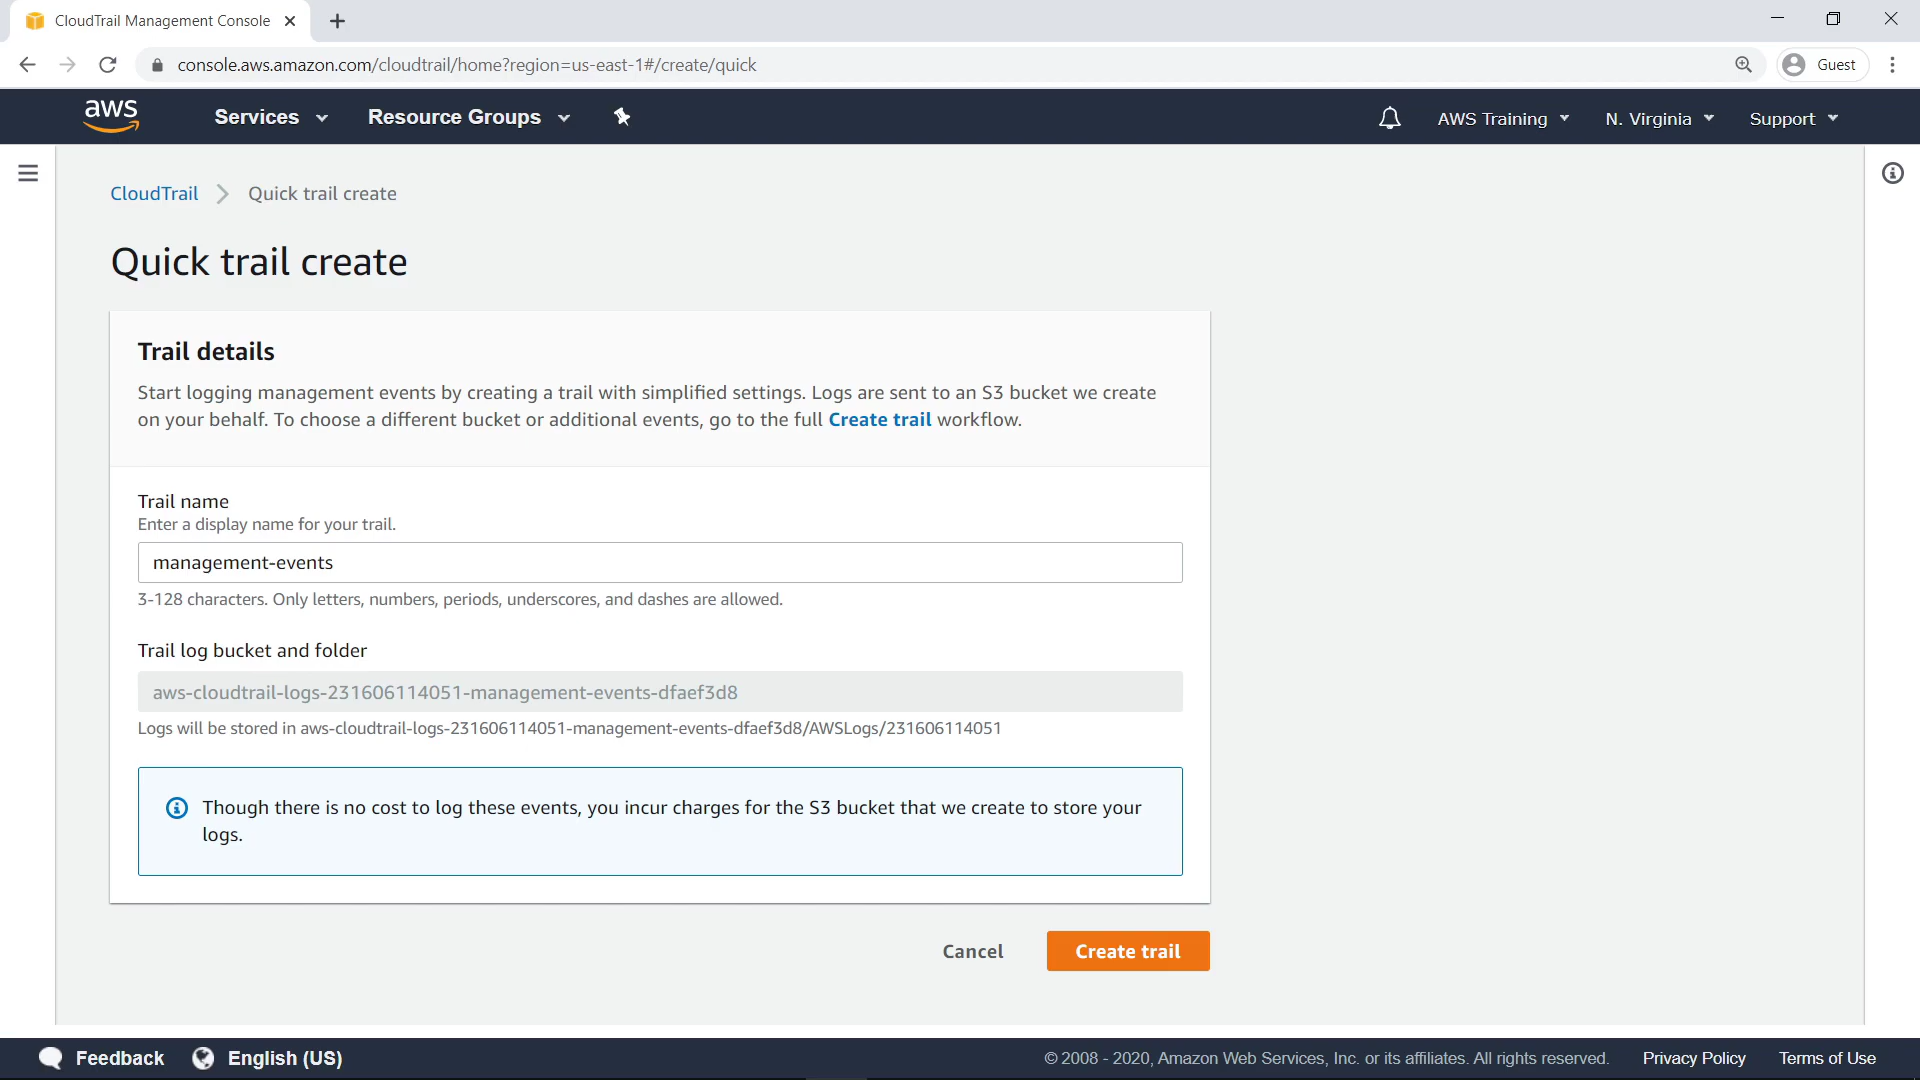 CloudTrail Management Console
console.aws.amazon.com/cloudtrail/home?region=us-east-1#/create/quick
Guest
aws
Services
Resource Groups
AWS Training
N. Virginia
Support
CloudTrail
Quick trail create
Quick trail create
Trail details
Start logging management events by creating a trail with simplified settings. Logs are sent to an S3 bucket we create
on your behalf. To choose a different bucket or additional events, go to the full Create trail workflow.
Trail name
Enter a display name for your trail.
management-events
3-128 characters. Only letters, numbers, periods, underscores, and dashes are allowed.
Trail log bucket and folder
aws-cloudtrail-logs-231606114051-management-events-dfaef3d8
Logs will be stored in aws-cloudtrail-logs-231606114051-management-events-dfaef3d8/AWSLogs/231606114051
Though there is no cost to log these events, you incur charges for the S3 bucket that we create to store your
logs.
Cancel
Create trail
Feedback
English (US)
© 2008 - 2020, Amazon Web Services, Inc. or its affiliates. All rights reserved.
Privacy Policy
Terms of Use